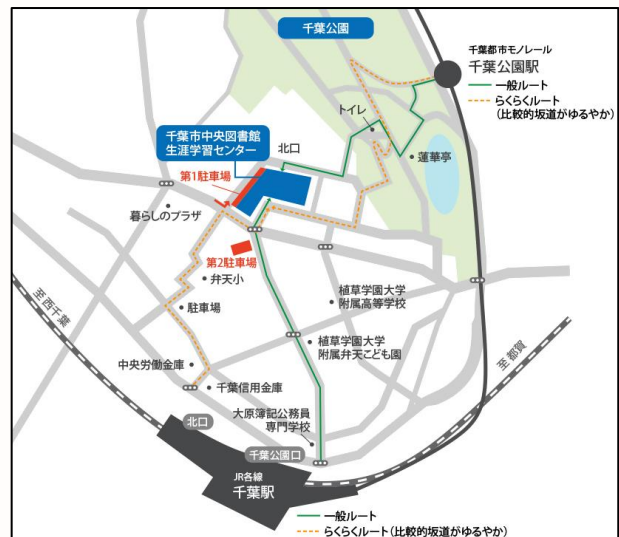 千葉公園
千葉都市モノレール
千葉公園駅
一般ルート
らくらくルート
(比較的坂道がゆるやか)
トイレ
千葉市中央図書館
生涯学習センター
北口
蓮華亭
第1駐車場
暮らしのプラザ
第2駐車場
弁天小
植草学園大学
附属高等学校
至西千葉
駐車場
植草学園大学
附属弁天こども園
至都賀
中央労働金庫
千葉信用金庫
大原簿記公務員
専門学校
北口
千葉公園口
JR各線
千葉駅
一般ルート
らくらくルート(比較的坂道がゆるやか)